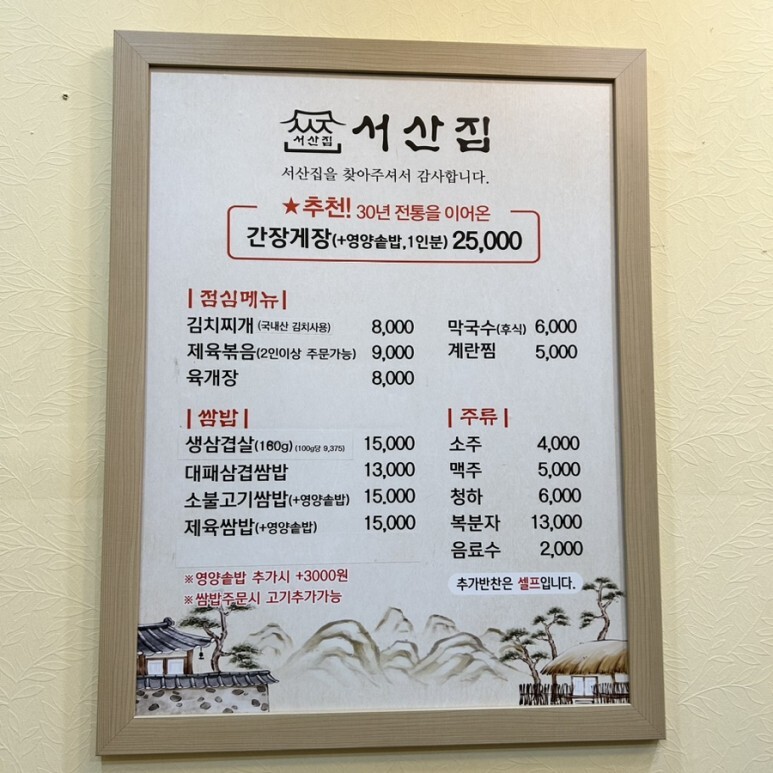 서산집 서산집
서산집을 찾아주셔서 감사합니다.
★추천! 30년 전통을 이어온
간장게장(+영양솥밥,1인분) 25,000
|점심메뉴|
김치찌개 (국내산 김치사용) 8,000
제육볶음(2인이상 주문가능) 9,000
육개장 8,000
막국수(후식) 6,000
계란찜 5,000
|쌈밥|
생삼겹살(160g) (100g당 9,375) 15,000
대패삼겹쌈밥 13,000
소불고기쌈밥(+영양솥밥) 15.000
제육쌈밥(+영양솥밥) 15,000
※영양솥밥 추가시 +3000원
※쌈밥주문시 고기추가가능
|주류|
소주 4,000
맥주 5,000
청하 6,000
복분자 13,000
음료수 2,000
추가반찬은 셀프입니다.